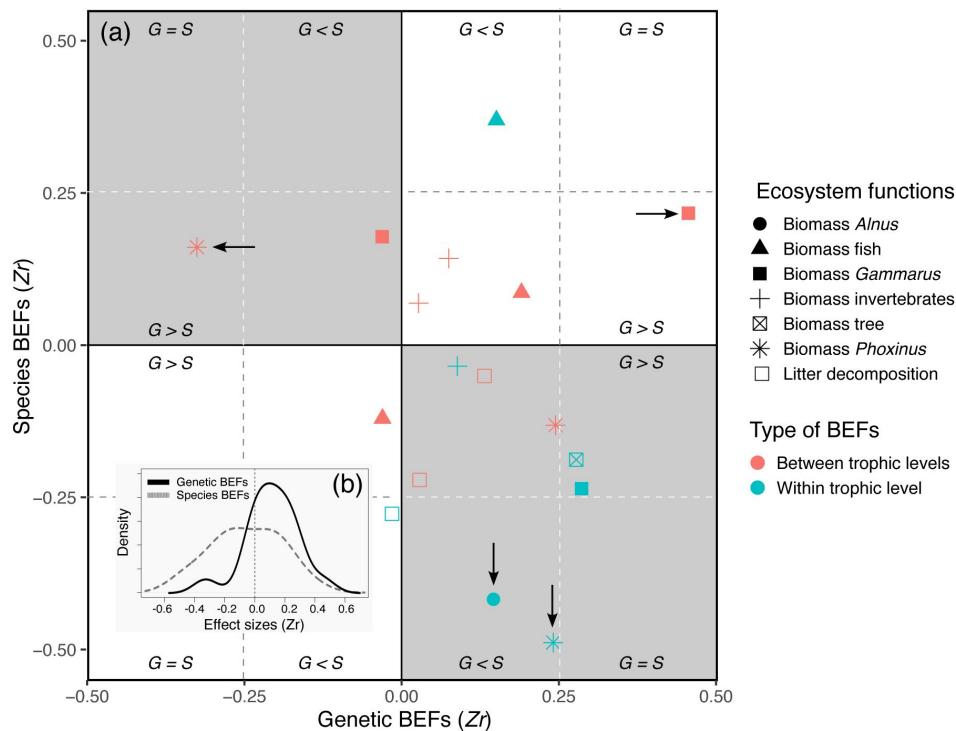 (a)
G = S
G < S
G < S
G = S
0.50
0.25
0.00
−0.25
−0.50
Species BEFs (Zr)
G > S
G > S
G > S
G > S
G = S
G < S
G < S
G = S
−0.50
−0.25
0.00
0.25
0.50
Genetic BEFs (Zr)
(b)
Genetic BEFs
Species BEFs
Density
-0.6
-0.4
-0.2
0.0
0.2
0.4
0.6
Effect sizes (Zr)
Ecosystem functions
Biomass Alnus
Biomass fish
Biomass Gammarus
Biomass invertebrates
Biomass tree
Biomass Phoxinus
Litter decomposition
Type of BEFs
Between trophic levels
Within trophic level